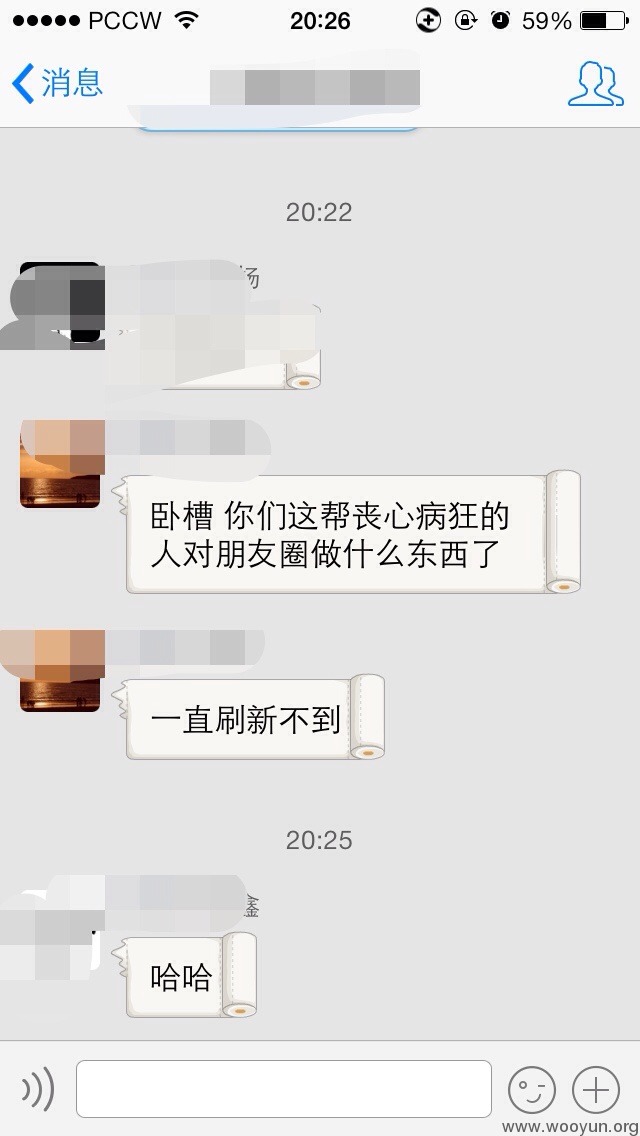 PCCW 20:26 59%
消息
20:22
卧槽 你们这帮丧心病狂的
人对朋友圈做什么东西了
一直刷新不到
20:25
鑫
哈哈
www.wooyun.org